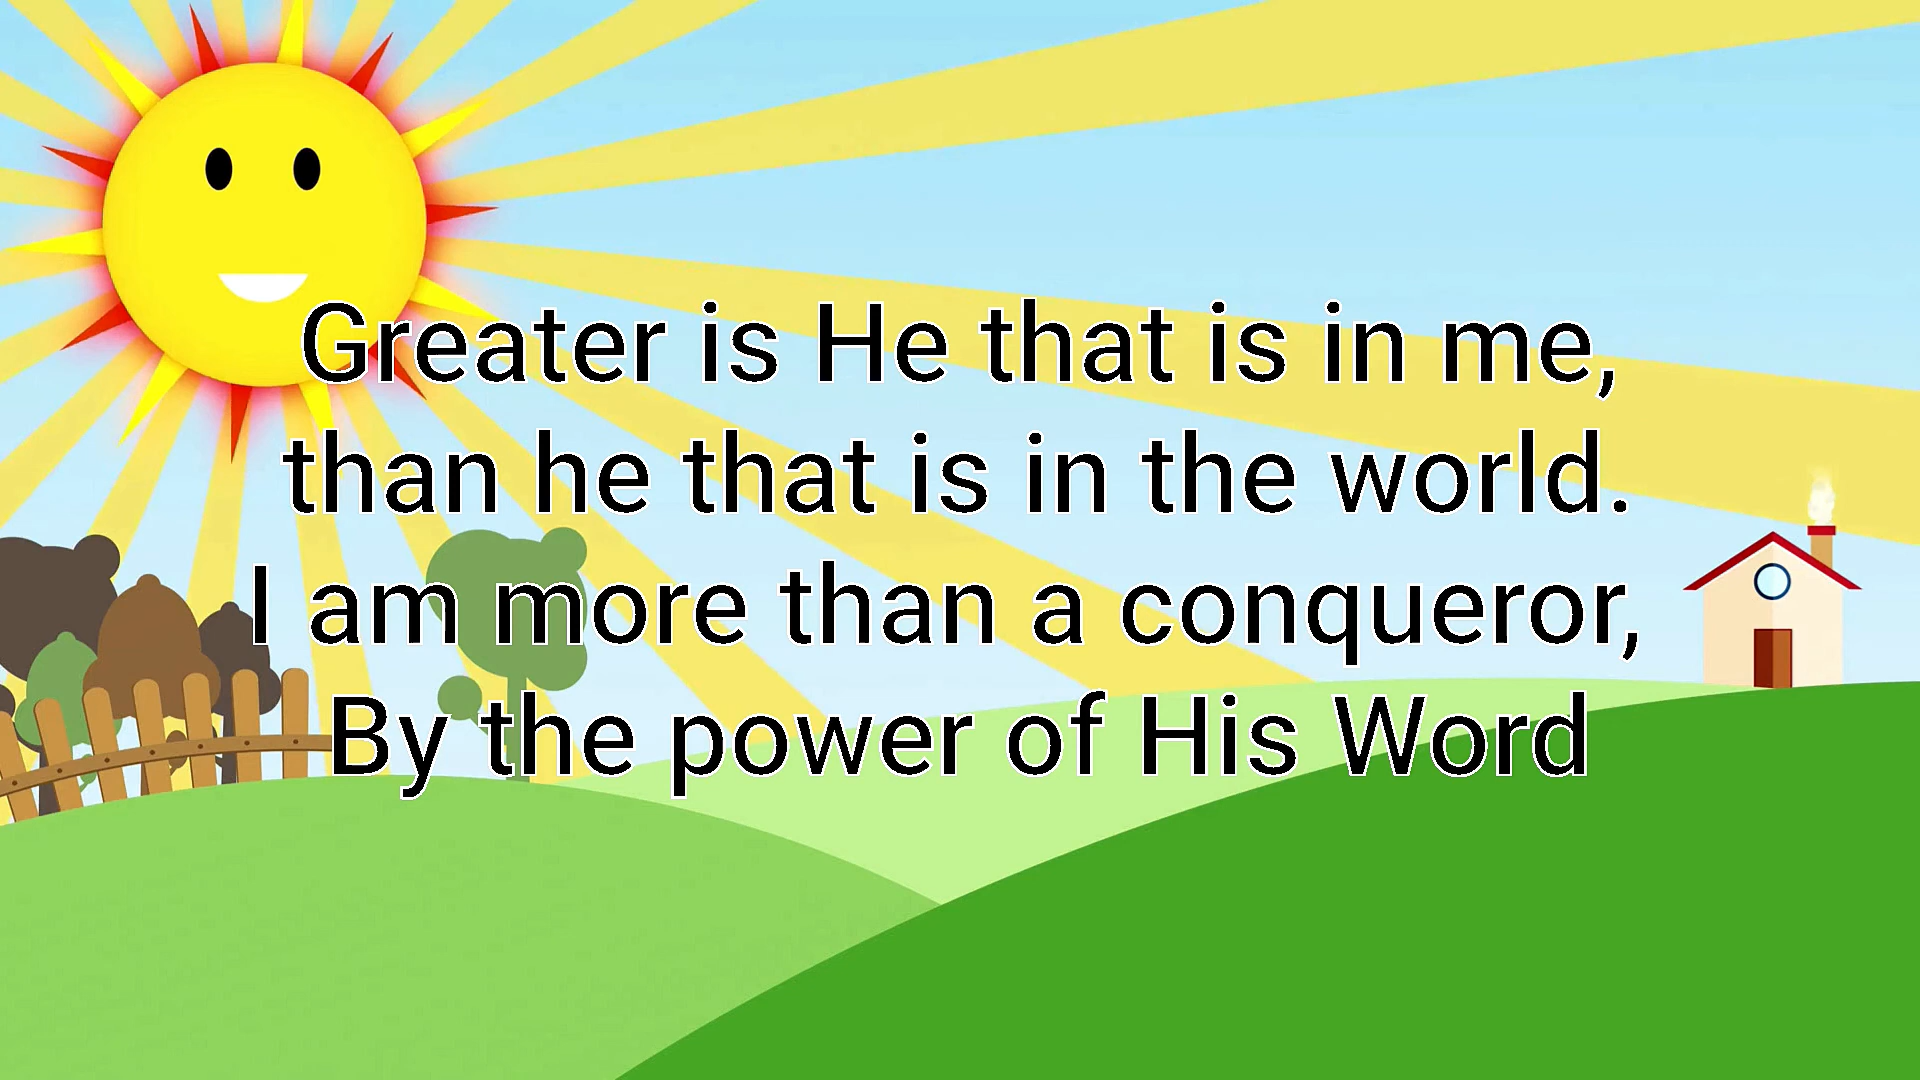 Greater is He that is in me,
than he that is in the world.
I am more than a conqueror,
By the power of His Word